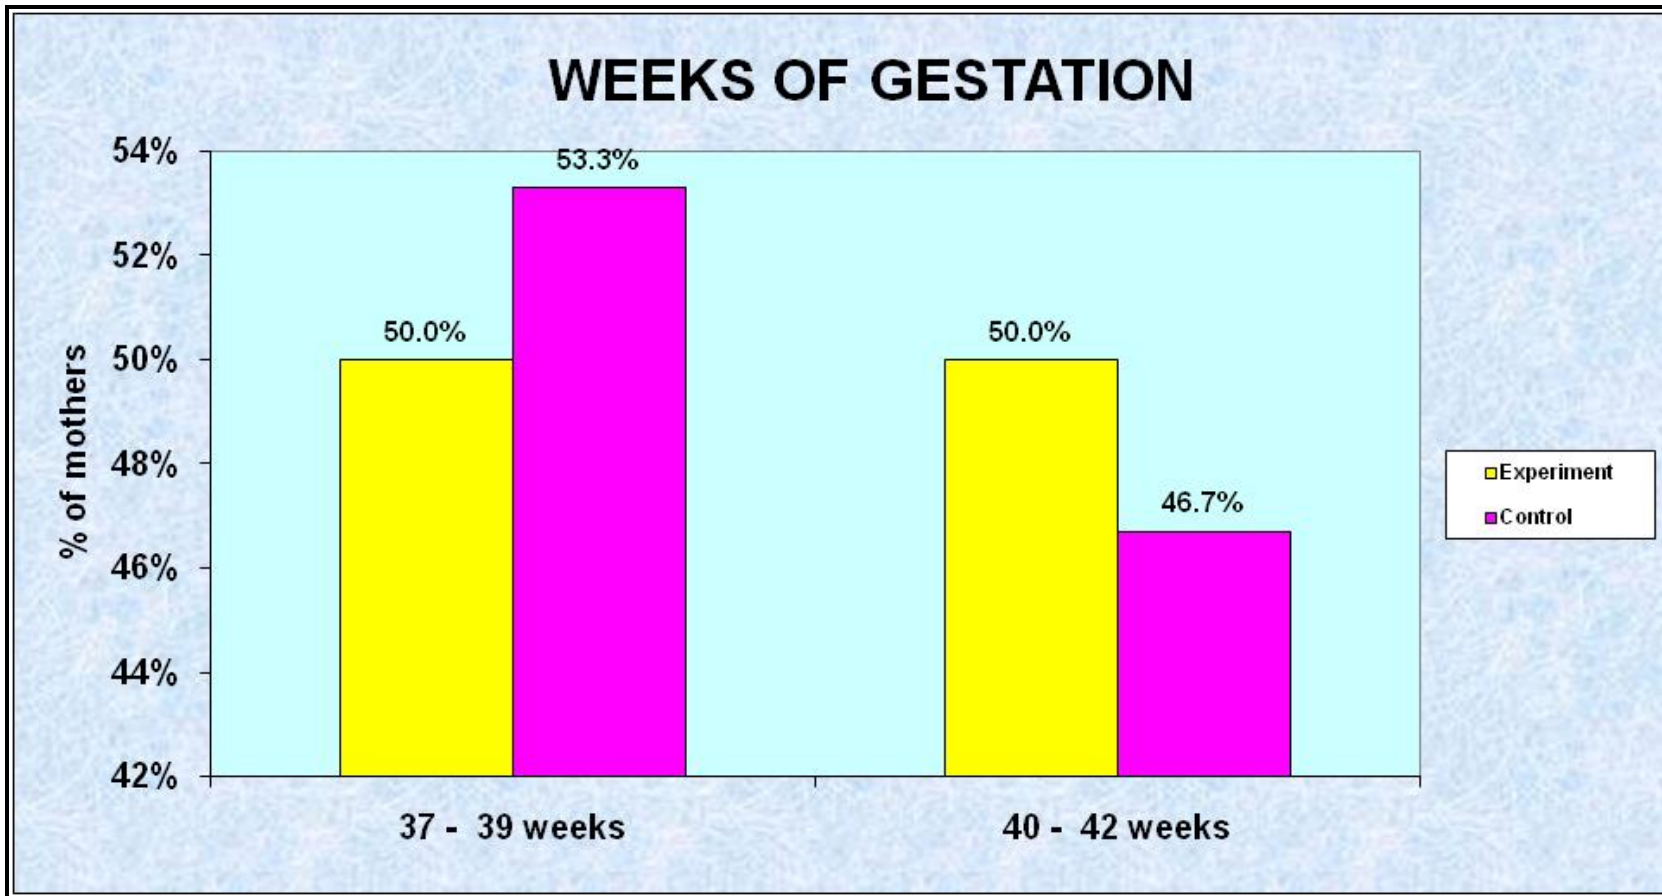 WEEKS OF GESTATION
54%
52%
50%
48%
46%
44%
42%
% of mothers
53.3%
50.0%
50.0%
46.7%
37 - 39 weeks
40 - 42 weeks
Experiment
Control